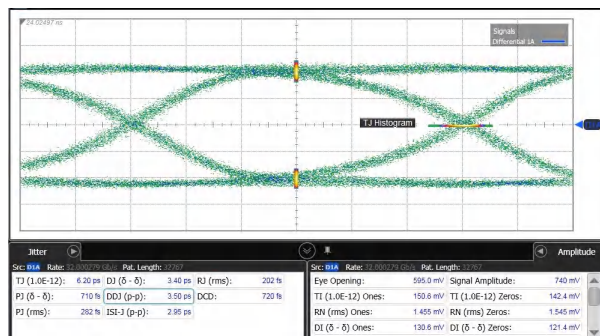 24.02497 ns
Signals
Differential 1A
TJ Histogram
Jitter
Amplitude
Src: D1A Rate: 32.000279 Gb/s Pat. Length: 32767
Src: D1A Rate: 32.000279 Gb/s Pat. Length: 32767
TJ (1.0E-12): 6.20 ps DJ (δ - δ): 3.40 ps RJ (rms): 202 fs
PJ (δ - δ): 710 fs DDJ (p-p): 3.50 ps DCD: 720 fs
PJ (rms): 282 fs ISI-J (p-p): 2.95 ps
Eye Opening: 595.0 mV Signal Amplitude: 740 mV
TI (1.0E-12) Ones: 150.6 mV TI (1.0E-12) Zeros: 142.4 mV
RN (rms) Ones: 1.455 mV RN (rms) Zeros: 1.545 mV
DI (δ - δ) Ones: 130.6 mV DI (δ - δ) Zeros: 121.4 mV